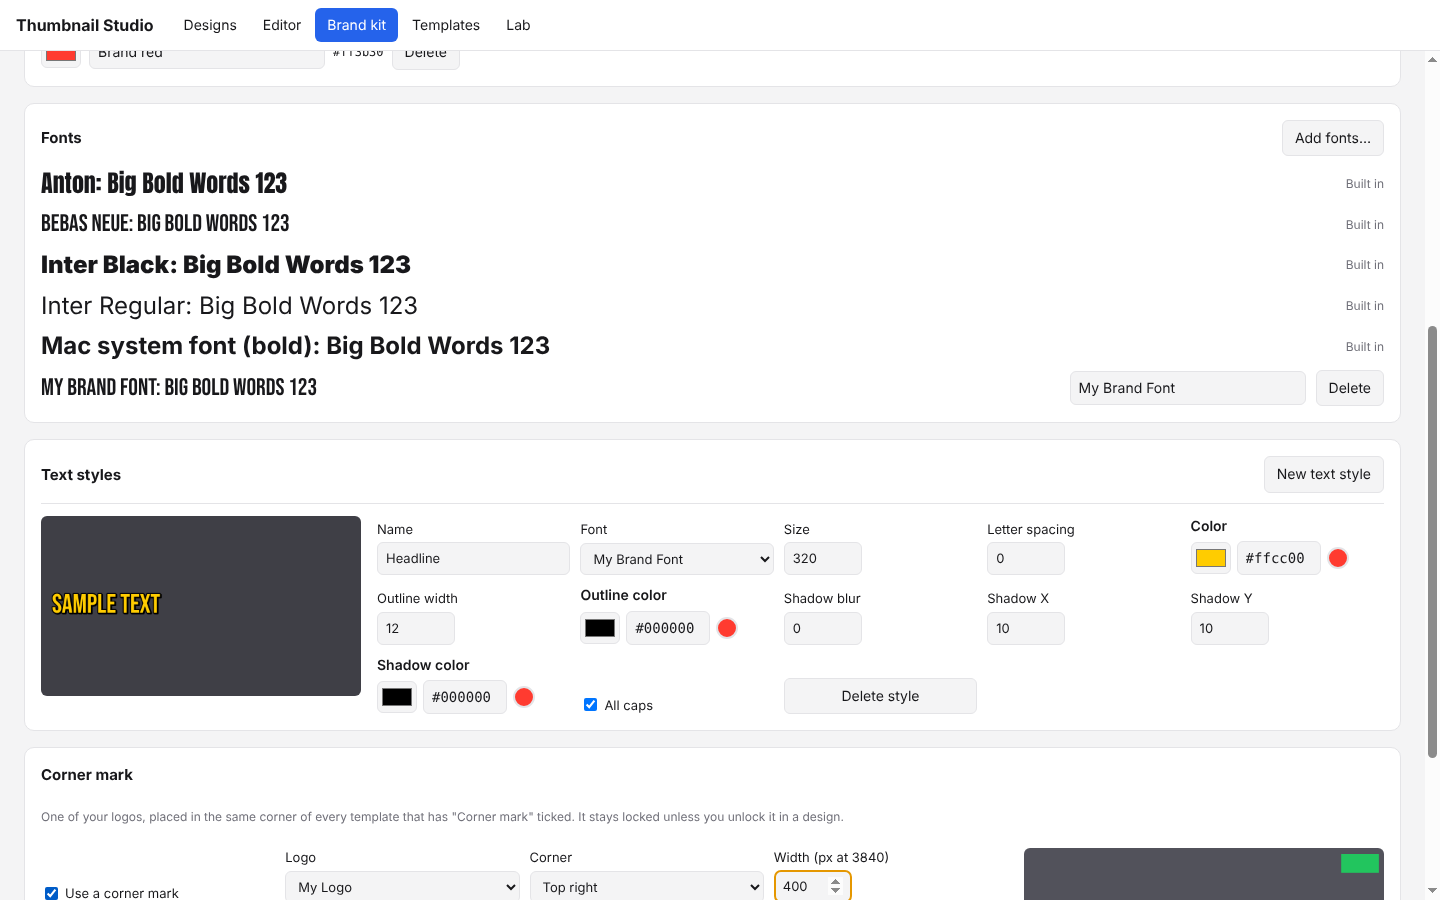 Thumbnail Studio Designs Editor Brand kit Templates Lab
Brand red #ff3b30 Delete
Fonts Add fonts...
Anton: Big Bold Words 123 Built in
BEBAS NEUE: BIG BOLD WORDS 123 Built in
Inter Black: Big Bold Words 123 Built in
Inter Regular: Big Bold Words 123 Built in
Mac system font (bold): Big Bold Words 123 Built in
MY BRAND FONT: BIG BOLD WORDS 123 My Brand Font Delete
Text styles New text style
Name Font Size Letter spacing Color
Headline My Brand Font 320 0 #ffcc00
SAMPLE TEXT
Outline width Outline color Shadow blur Shadow X Shadow Y
12 #000000 0 10 10
Shadow color
#000000 All caps Delete style
Corner mark
One of your logos, placed in the same corner of every template that has "Corner mark" ticked. It stays locked unless you unlock it in a design.
Logo Corner Width (px at 3840)
Use a corner mark My Logo Top right 400